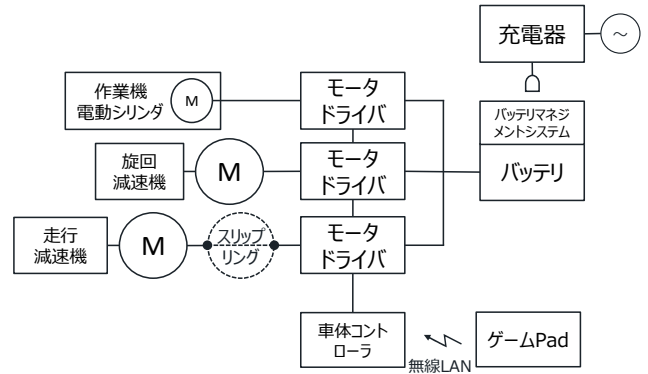 充電器
～
作業機
電動シリンダ
M
モータ
ドライバ
バッテリマネジ
メントシステム
バッテリ
旋回
減速機
M
モータ
ドライバ
走行
減速機
M
スリップ
リング
モータ
ドライバ
車体コント
ローラ
無線LAN
ゲームPad